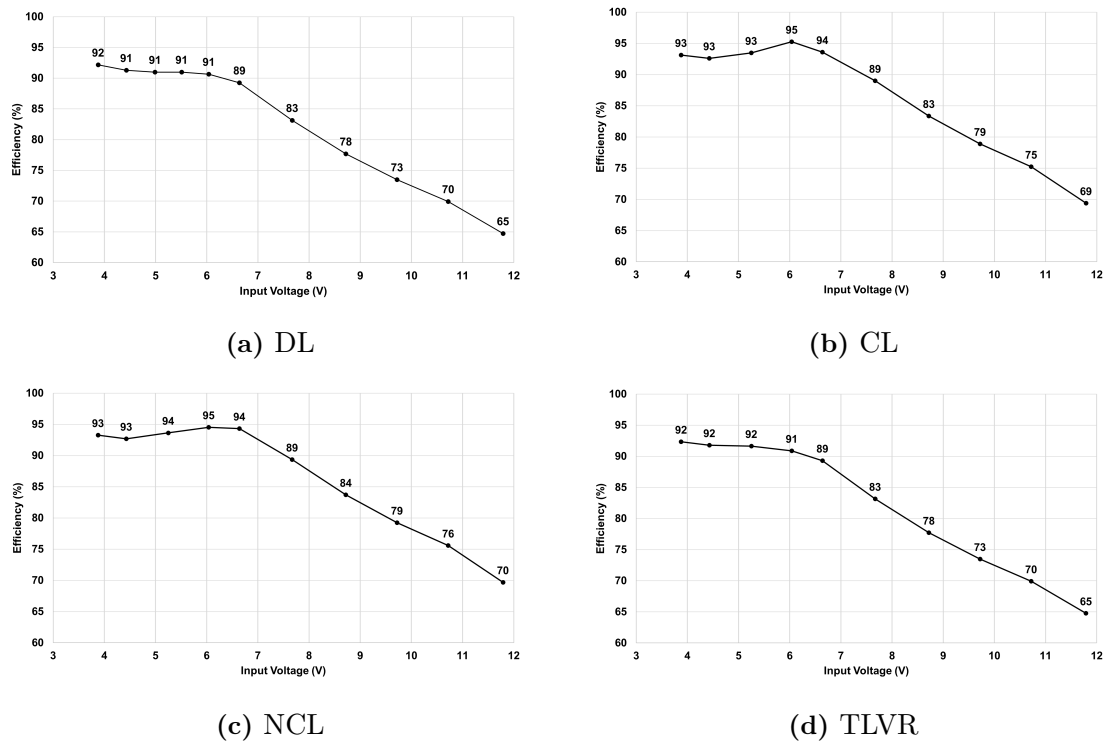 100
95
90
85
80
75
70
65
60
Efficiency (%)
92 91 91 91 91 89 83 78 73 70 65
3 4 5 6 7 8 9 10 11 12
Input Voltage (V)
(a) DL
100
95
90
85
80
75
70
65
60
Efficiency (%)
93 93 93 95 94 89 83 79 75 69
3 4 5 6 7 8 9 10 11 12
Input Voltage (V)
(b) CL
100
95
90
85
80
75
70
65
60
Efficiency (%)
93 93 94 95 94 89 84 79 76 70
3 4 5 6 7 8 9 10 11 12
Input Voltage (V)
(c) NCL
100
95
90
85
80
75
70
65
60
Efficiency (%)
92 92 92 91 89 83 78 73 70 65
3 4 5 6 7 8 9 10 11 12
Input Voltage (V)
(d) TLVR